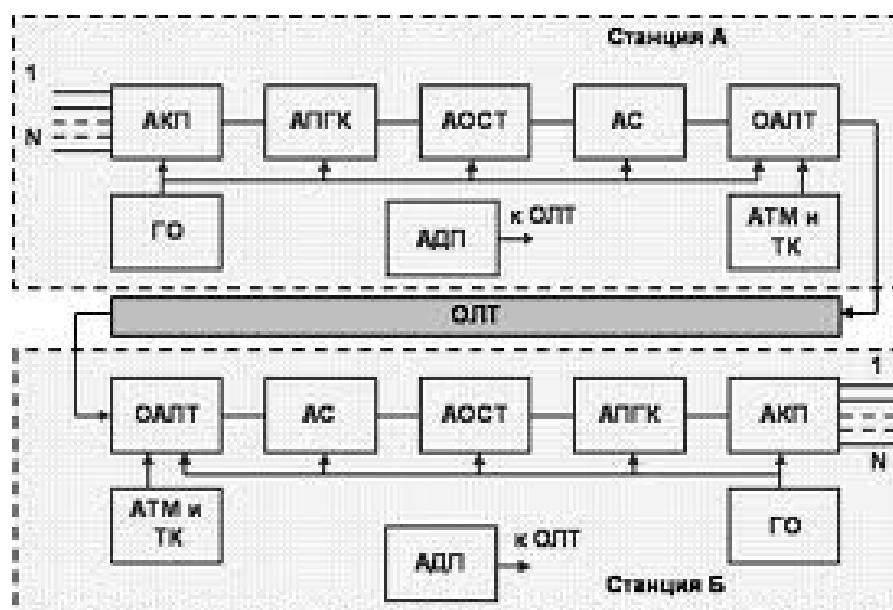 Станция А
1
N
АКП
АПГК
АОСТ
АС
ОАЛТ
ГО
АДП
к ОЛТ
АТМ и
ТК
ОЛТ
1
N
ОАЛТ
АС
АОСТ
АПГК
АКП
АТМ и
ТК
АДП
к ОЛТ
ГО
Станция Б